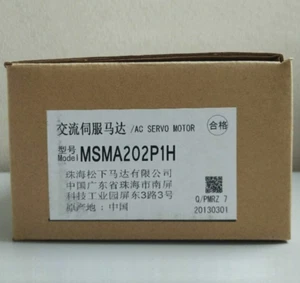 交流伺服马达 /AC SERVO MOTOR 合格
型号 Model MSMA202P1H
珠海松下马达有限公司
中国广东省珠海市南屏
科技工业园屏东3路3号
原产地: 中国
Q/PMRZ 7
20130301